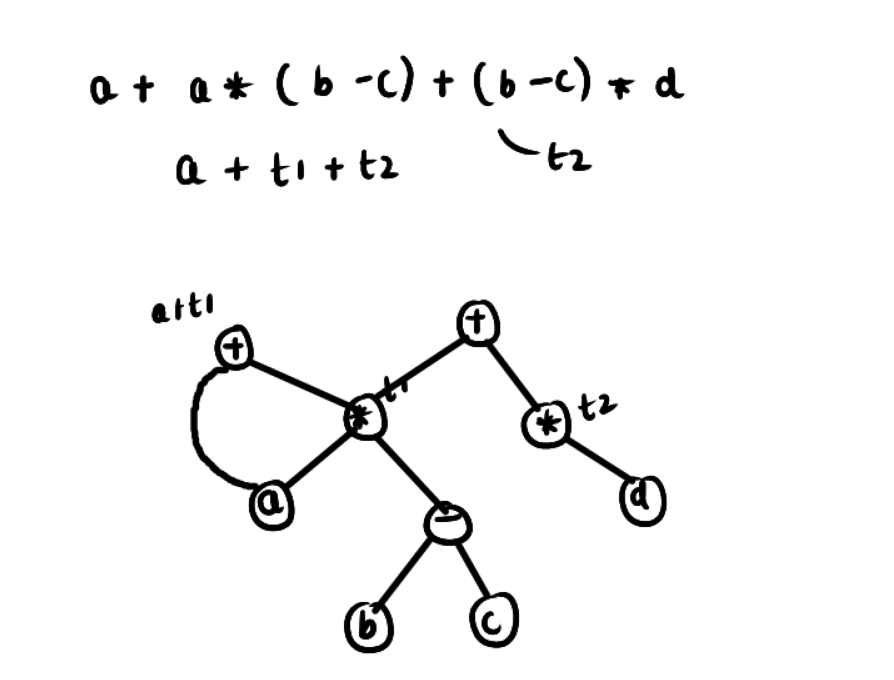 a + a * ( b - c) + (b - c) * d
a + t1 + t2
t2
a+t1
+
+
t1
*
* t2
a
-
d
b
c